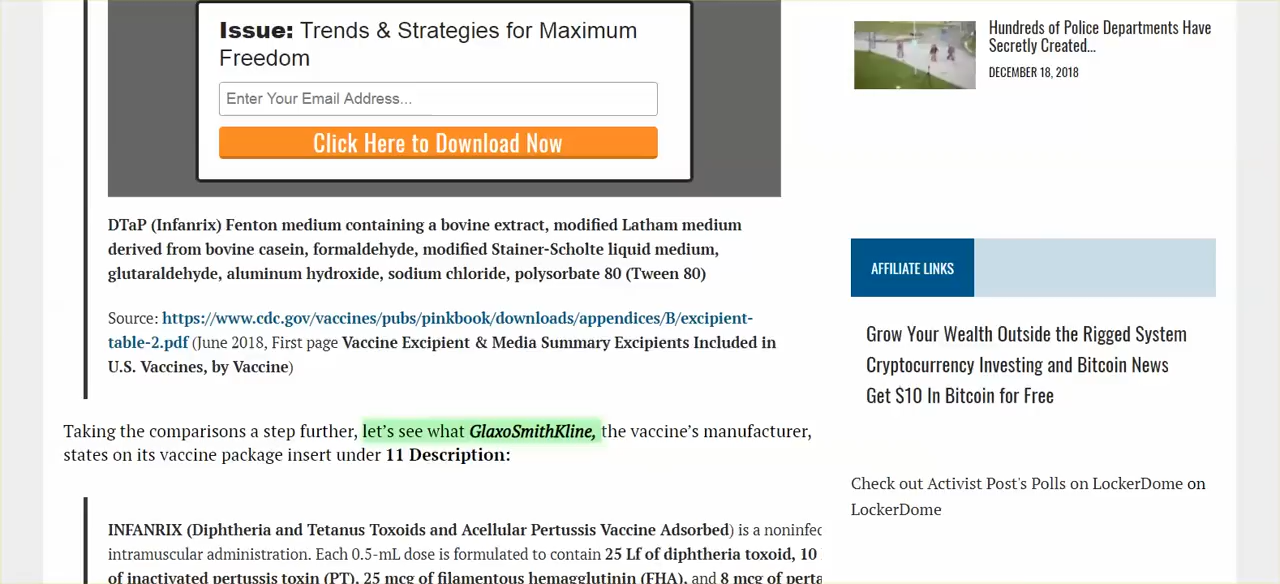 Issue: Trends & Strategies for Maximum
Freedom
Enter Your Email Address...
Click Here to Download Now
DTaP (Infanrix) Fenton medium containing a bovine extract, modified Latham medium
derived from bovine casein, formaldehyde, modified Stainer-Scholte liquid medium,
glutaraldehyde, aluminum hydroxide, sodium chloride, polysorbate 80 (Tween 80)
Source: https://www.cdc.gov/vaccines/pubs/pinkbook/downloads/appendices/B/excipient-
table-2.pdf (June 2018, First page Vaccine Excipient & Media Summary Excipients Included in
U.S. Vaccines, by Vaccine)
Taking the comparisons a step further, let’s see what GlaxoSmithKline, the vaccine’s manufacturer,
states on its vaccine package insert under 11 Description:
INFANRIX (Diphtheria and Tetanus Toxoids and Acellular Pertussis Vaccine Adsorbed) is a noninfec
intramuscular administration. Each 0.5-mL dose is formulated to contain 25 Lf of diphtheria toxoid, 10
of inactivated pertussis toxin (PT), 25 mcg of filamentous hemagglutinin (FHA), and 8 mcg of perta
Hundreds of Police Departments Have
Secretly Created...
DECEMBER 18, 2018
AFFILIATE LINKS
Grow Your Wealth Outside the Rigged System
Cryptocurrency Investing and Bitcoin News
Get $10 In Bitcoin for Free
Check out Activist Post's Polls on LockerDome on
LockerDome